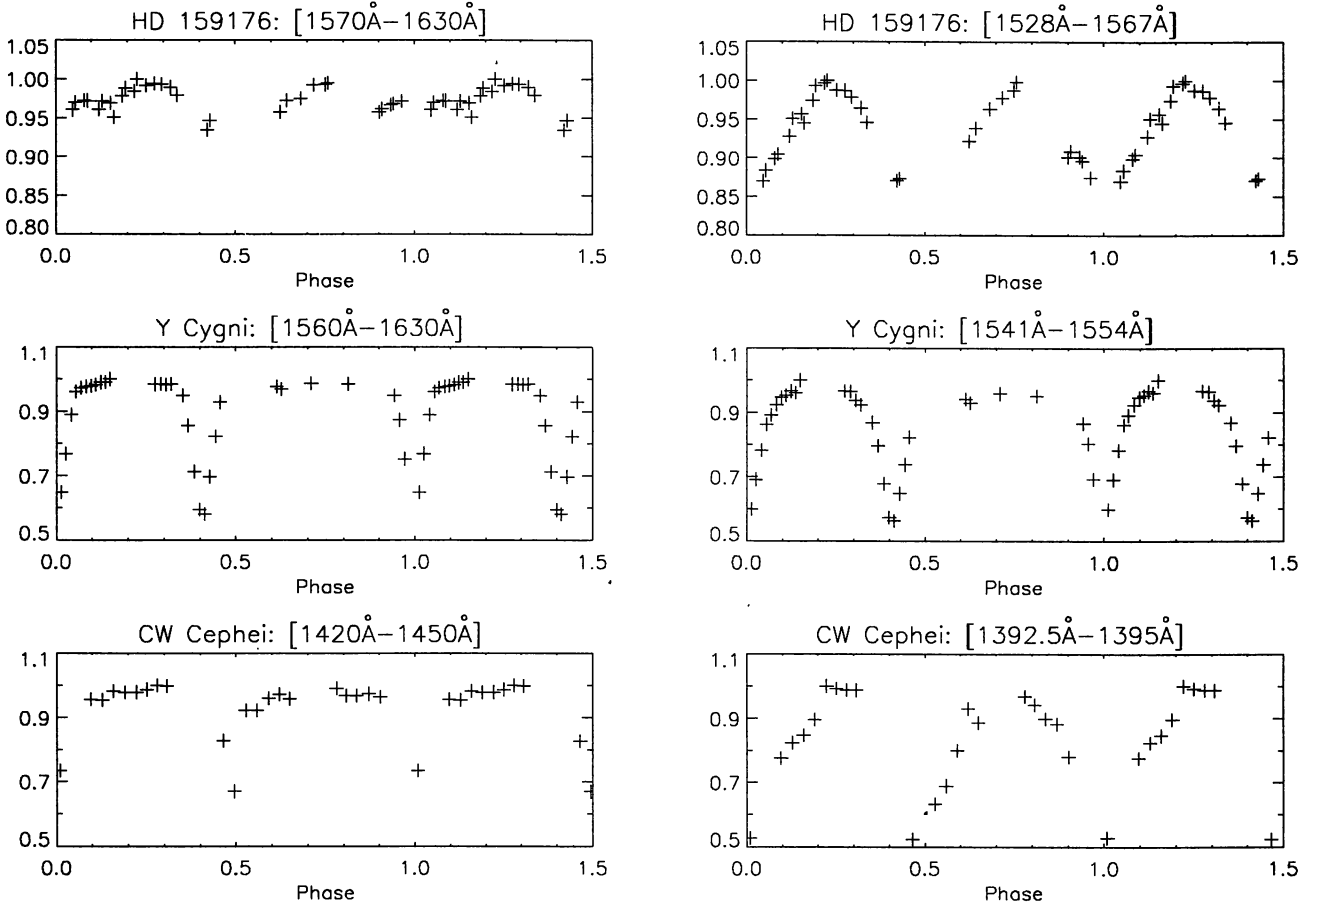 HD 159176: [1570Å−1630Å]
1.05
1.00
0.95
0.90
0.85
0.80
0.0 0.5 1.0 1.5
Phase
HD 159176: [1528Å−1567Å]
1.05
1.00
0.95
0.90
0.85
0.80
0.0 0.5 1.0 1.5
Phase
Y Cygni: [1560Å−1630Å]
1.1
0.9
0.7
0.5
0.0 0.5 1.0 1.5
Phase
Y Cygni: [1541Å−1554Å]
1.1
0.9
0.7
0.5
0.0 0.5 1.0 1.5
Phase
CW Cephei: [1420Å−1450Å]
1.1
0.9
0.7
0.5
0.0 0.5 1.0 1.5
Phase
CW Cephei: [1392.5Å−1395Å]
1.1
0.9
0.7
0.5
0.0 0.5 1.0 1.5
Phase